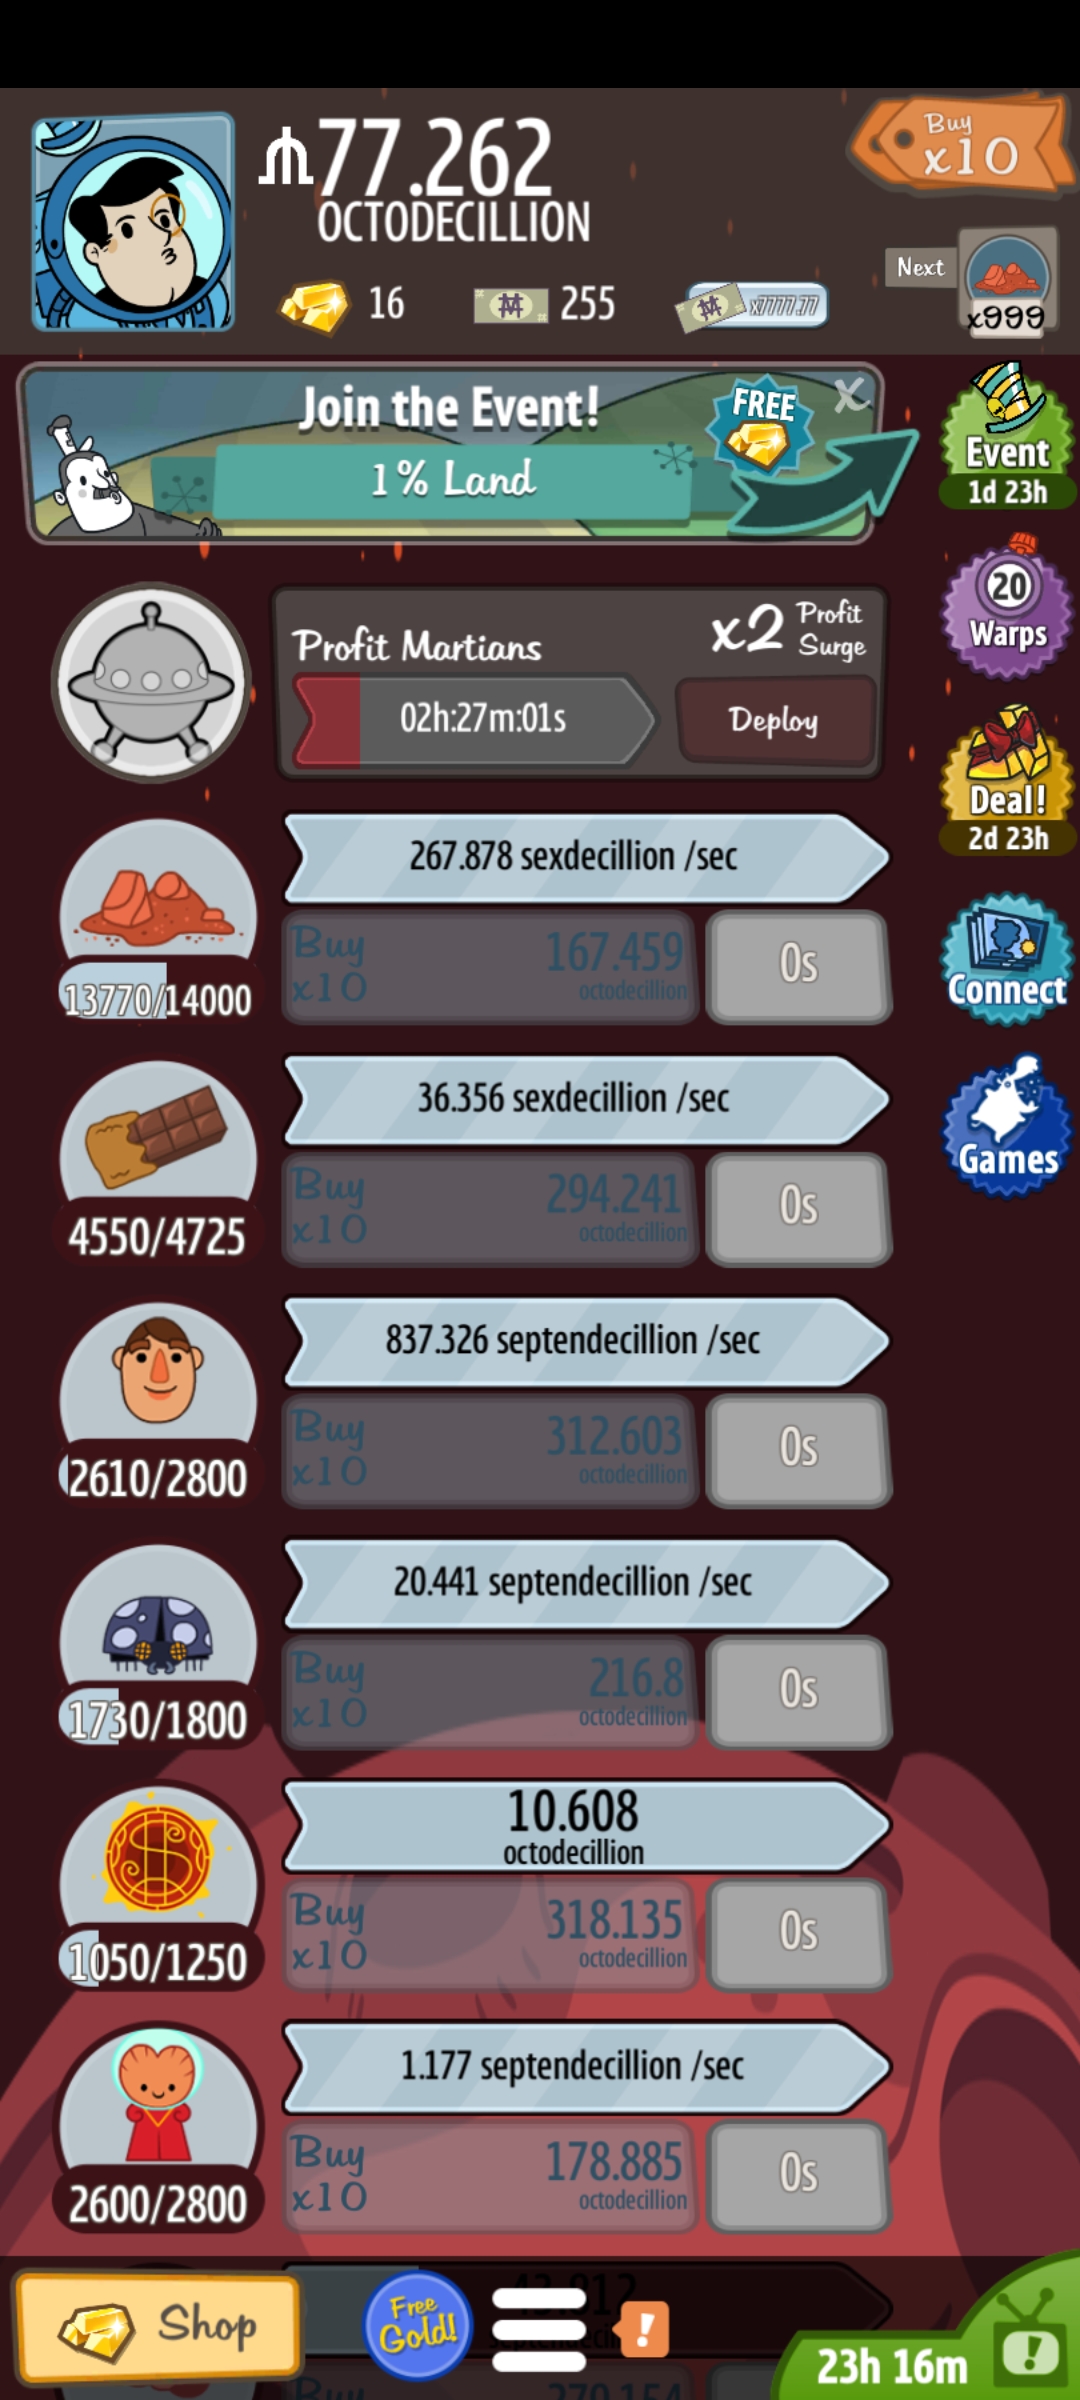 77.262
OCTODECILLION
Buy
x10
16
255
x7777.77
Next
x999
Join the Event!
1% Land
FREE
X
Event
1d 23h
Profit Martians
x2 Profit
Surge
02h:27m:01s
Deploy
20
Warps
Deal!
2d 23h
267.878 sexdecillion /sec
Buy
x10
167.459
octodecillion
0s
13770/14000
Connect
36.356 sexdecillion /sec
Buy
x10
294.241
octodecillion
0s
4550/4725
Games
837.326 septendecillion /sec
Buy
x10
312.603
octodecillion
0s
2610/2800
20.441 septendecillion /sec
Buy
x10
216.8
octodecillion
0s
1730/1800
10.608
octodecillion
Buy
x10
318.135
octodecillion
0s
1050/1250
1.177 septendecillion /sec
Buy
x10
178.885
octodecillion
0s
2600/2800
Shop
Free
Gold!
!
23h 16m
!